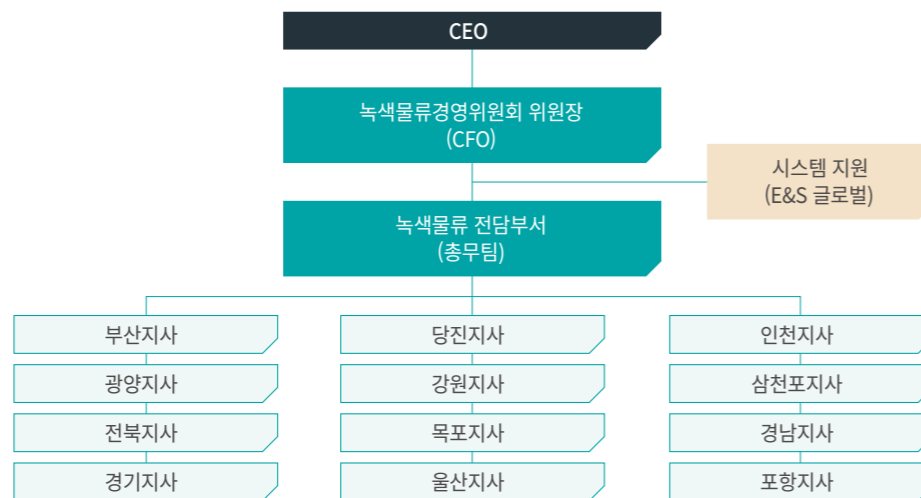 CEO
녹색물류경영위원회 위원장
(CFO)
시스템 지원
(E&S 글로벌)
녹색물류 전담부서
(총무팀)
부산지사
당진지사
인천지사
광양지사
강원지사
삼천포지사
전북지사
목포지사
경남지사
경기지사
울산지사
포항지사